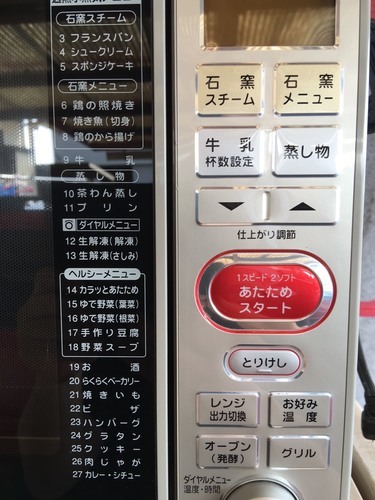 石窯スチーム
3 フランスパン
4 シュークリーム
5 スポンジケーキ
石窯メニュー
6 鶏の照焼き
7 焼き魚(切身)
8 鶏のから揚げ
9 牛乳
蒸し物
10 茶わん蒸し
11 プリン
ダイヤルメニュー
12 生解凍(解凍)
13 生解凍(さしみ)
ヘルシーメニュー
14 カラッとあたため
15 ゆで野菜(葉菜)
16 ゆで野菜(根菜)
17 手作り豆腐
18 野菜スープ
19 お酒
20 らくらくベーカリー
21 焼きいも
22 ピザ
23 ハンバーグ
24 グラタン
25 クッキー
26 肉じゃが
27 カレー・シチュー
石窯
スチーム
石窯
メニュー
牛乳
杯数設定
蒸し物
仕上がり調節
1スピード 2ソフト
あたため
スタート
とりけし
レンジ
出力切換
お好み
温度
オーブン
(発酵)
グリル
ダイヤルメニュー
温度・時間